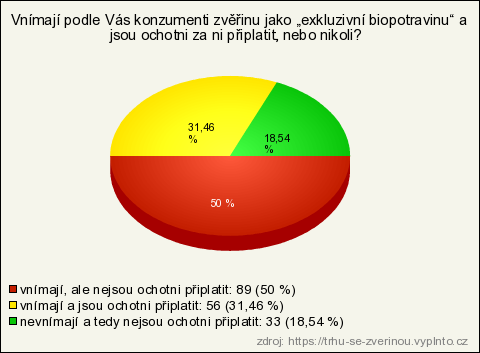 Vnímají podle Vás konzumenti zvěřinu jako „exkluzivní biopotravinu“ a
jsou ochotni za ni připlatit, nebo nikoli?
31,46
%
18,54
%
50 %
vnímají, ale nejsou ochotni připlatit: 89 (50 %)
vnímají a jsou ochotni připlatit: 56 (31,46 %)
nevnímají a tedy nejsou ochotni připlatit: 33 (18,54 %)
zdroj: https://trhu-se-zverinou.vyplnto.cz